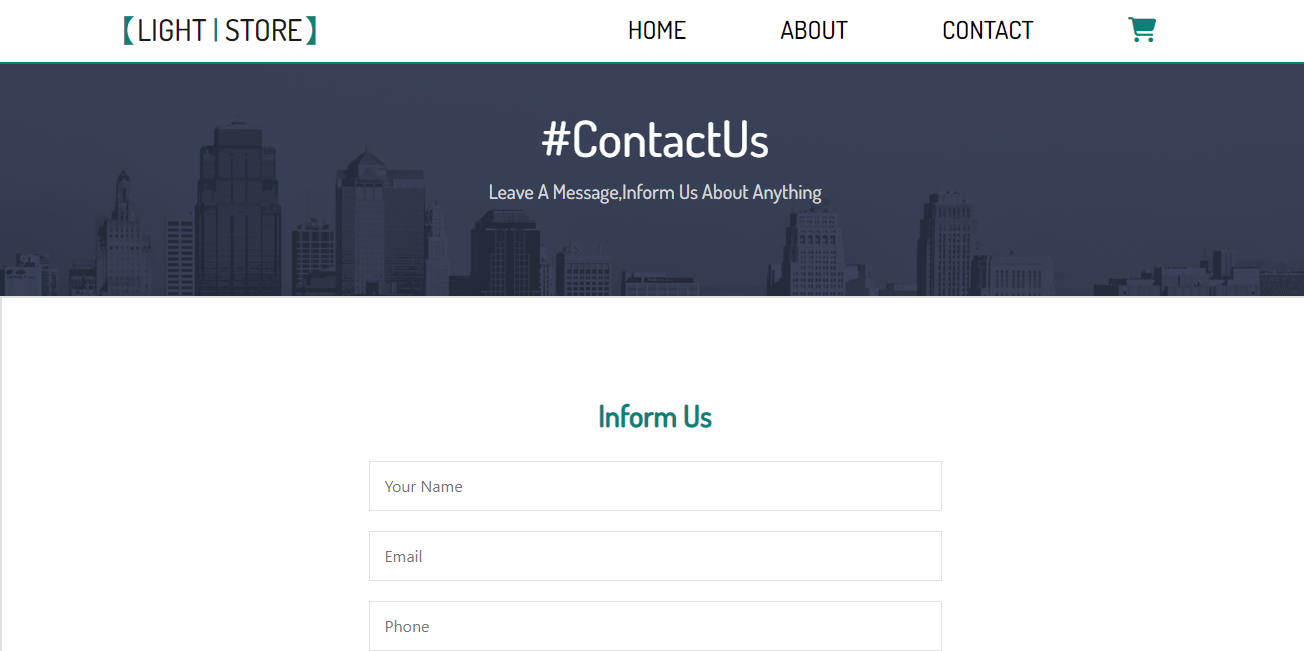 【LIGHT | STORE】 HOME ABOUT CONTACT
#ContactUs
Leave A Message,Inform Us About Anything
Inform Us
Your Name
Email
Phone